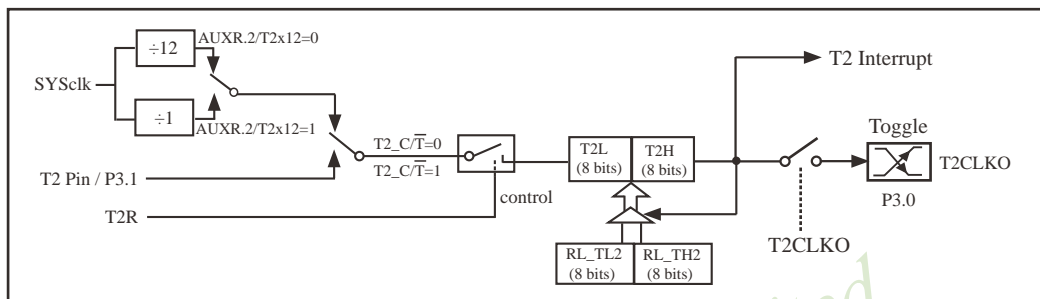 ÷12
AUXR.2/T2x12=0
SYSclk
÷1
AUXR.2/T2x12=1
T2 Pin / P3.1
T2R
T2_C/T̅=0
T2_C/T̅=1
control
T2L
(8 bits)
T2H
(8 bits)
RL_TL2
(8 bits)
RL_TH2
(8 bits)
T2 Interrupt
Toggle
T2CLKO
P3.0
T2CLKO